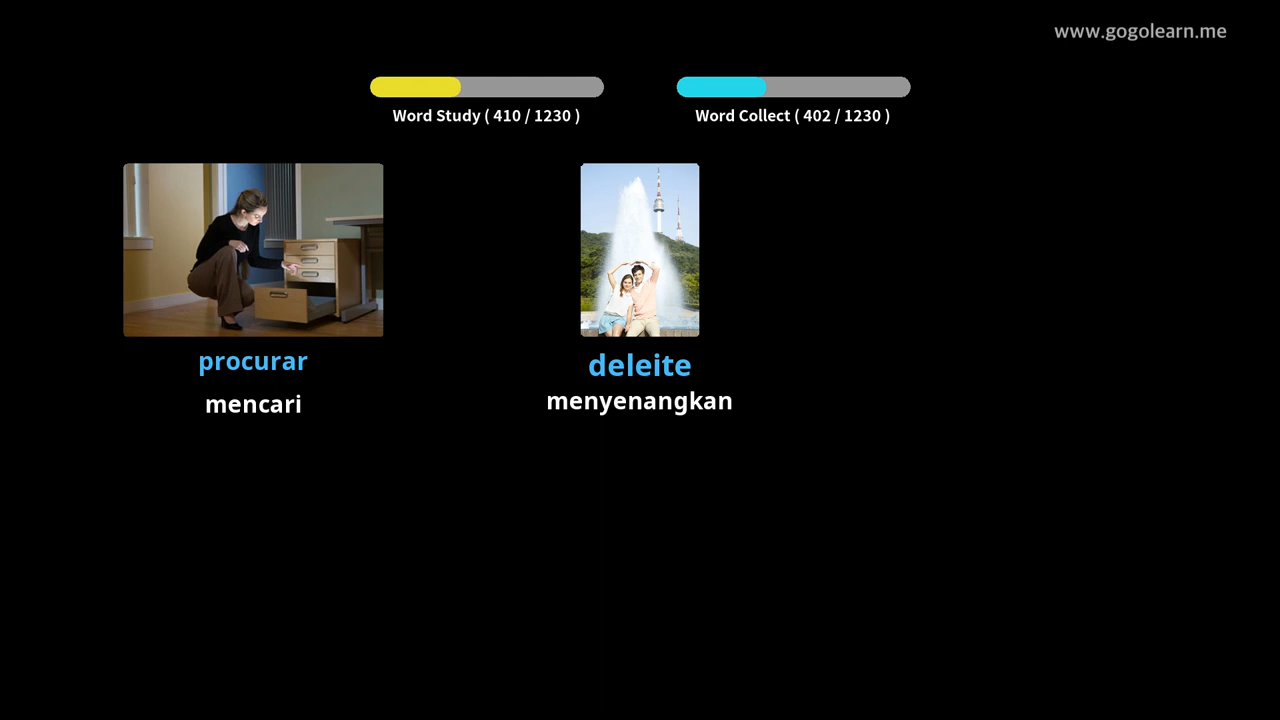 www.gogolearn.me
Word Study ( 410 / 1230 )
Word Collect ( 402 / 1230 )
procurar
mencari
deleite
menyenangkan